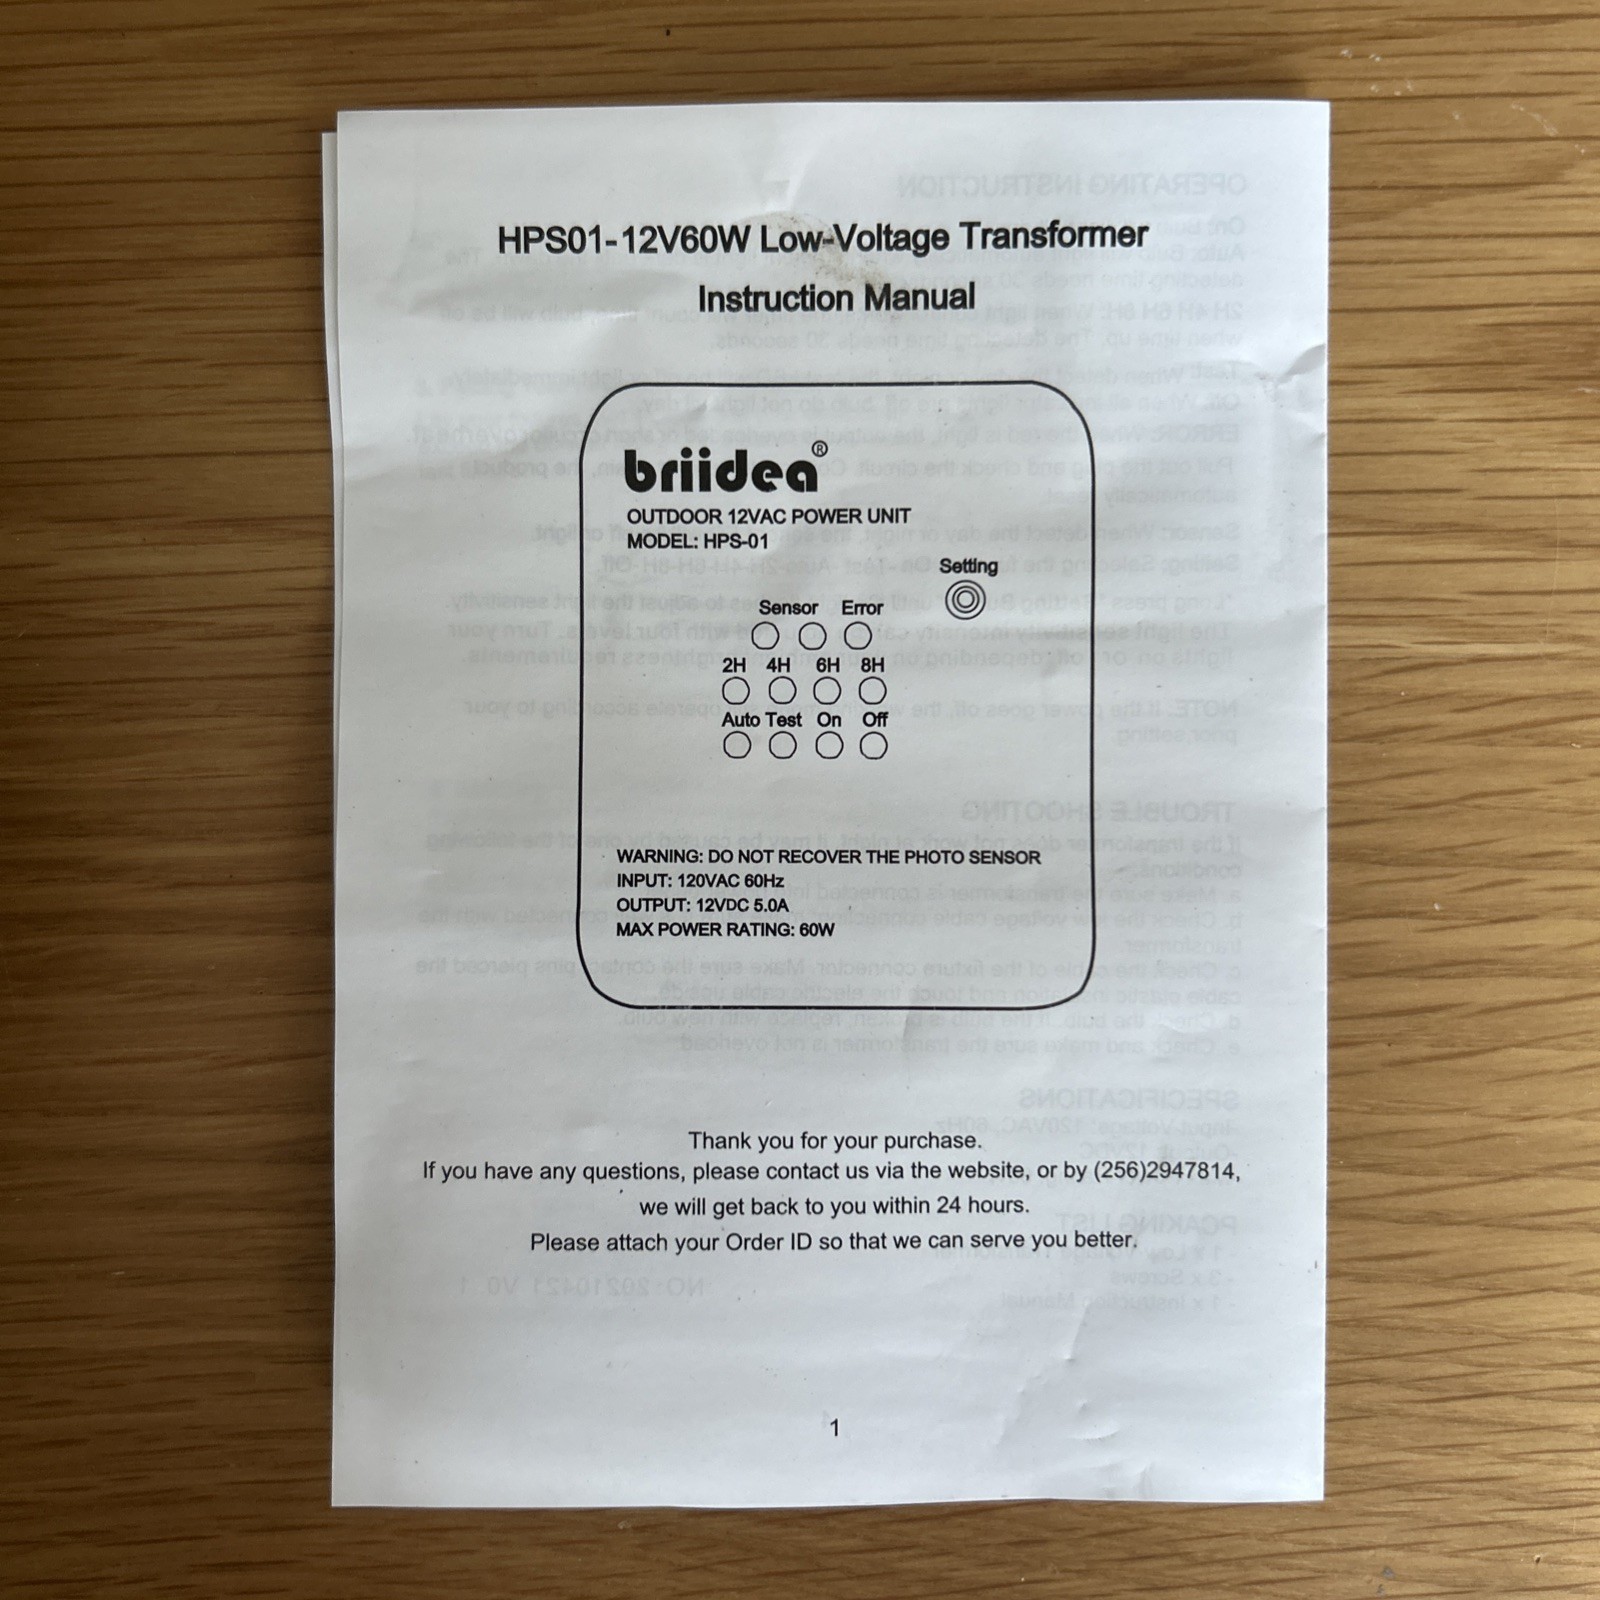 HPS01-12V60W Low-Voltage Transformer
Instruction Manual
briidea®
OUTDOOR 12VAC POWER UNIT
MODEL: HPS-01
Setting
Sensor Error
2H 4H 6H 8H
Auto Test On Off
WARNING: DO NOT RECOVER THE PHOTO SENSOR
INPUT: 120VAC 60Hz
OUTPUT: 12VDC 5.0A
MAX POWER RATING: 60W
Thank you for your purchase.
If you have any questions, please contact us via the website, or by (256)2947814,
we will get back to you within 24 hours.
Please attach your Order ID so that we can serve you better.
1